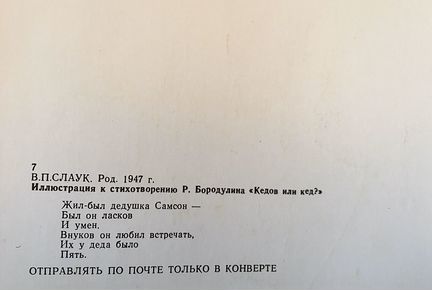 7
В.П.СЛАУК. Род. 1947 г.
Иллюстрация к стихотворению Р. Бородулина «Кедов или кед?»
Жил-был дедушка Самсон —
Был он ласков
И умен.
Внуков он любил встречать,
Их у деда было
Пять.
ОТПРАВЛЯТЬ ПО ПОЧТЕ ТОЛЬКО В КОНВЕРТЕ